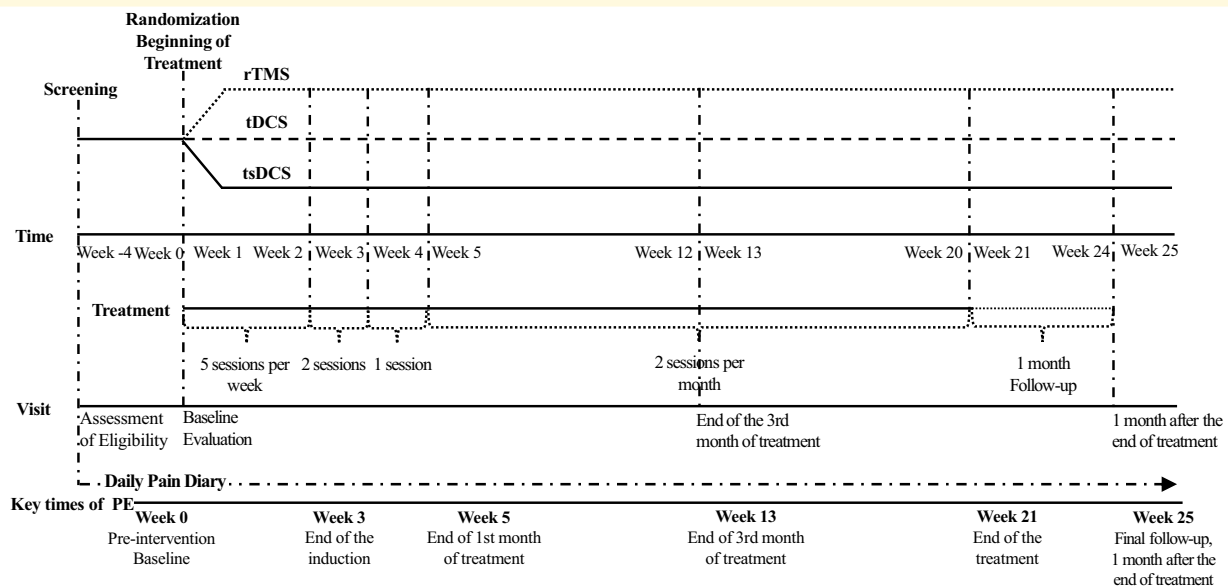 Randomization
Beginning of
Treatment
rTMS
Screening
tDCS
tsDCS
Time
Week -4 Week 0 Week 1 Week 2 Week 3 Week 4 Week 5 Week 12 Week 13 Week 20 Week 21 Week 24 Week 25
Treatment
5 sessions per
week
2 sessions
1 session
2 sessions per
month
1 month
Follow-up
Visit
Assessment
of Eligibility
Baseline
Evaluation
End of the 3rd
month of treatment
1 month after the
end of treatment
Daily Pain Diary
Key times of PE
Week 0
Pre-intervention
Baseline
Week 3
End of the
induction
Week 5
End of 1st month
of treatment
Week 13
End of 3rd month
of treatment
Week 21
End of the
treatment
Week 25
Final follow-up,
1 month after the
end of treatment